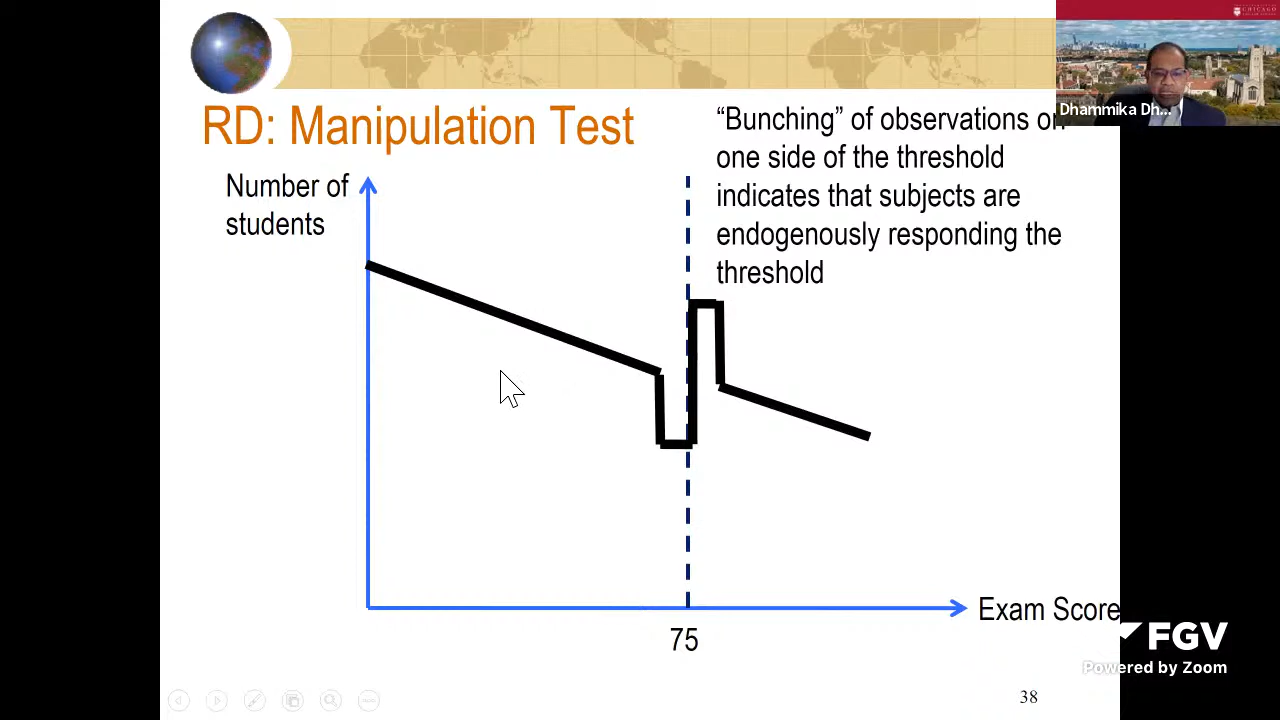 CHICAGO
Dhammika Dh...
RD: Manipulation Test
“Bunching” of observations on
one side of the threshold
indicates that subjects are
endogenously responding the
threshold
Number of
students
75
Exam Score
FGV
Powered by Zoom
38